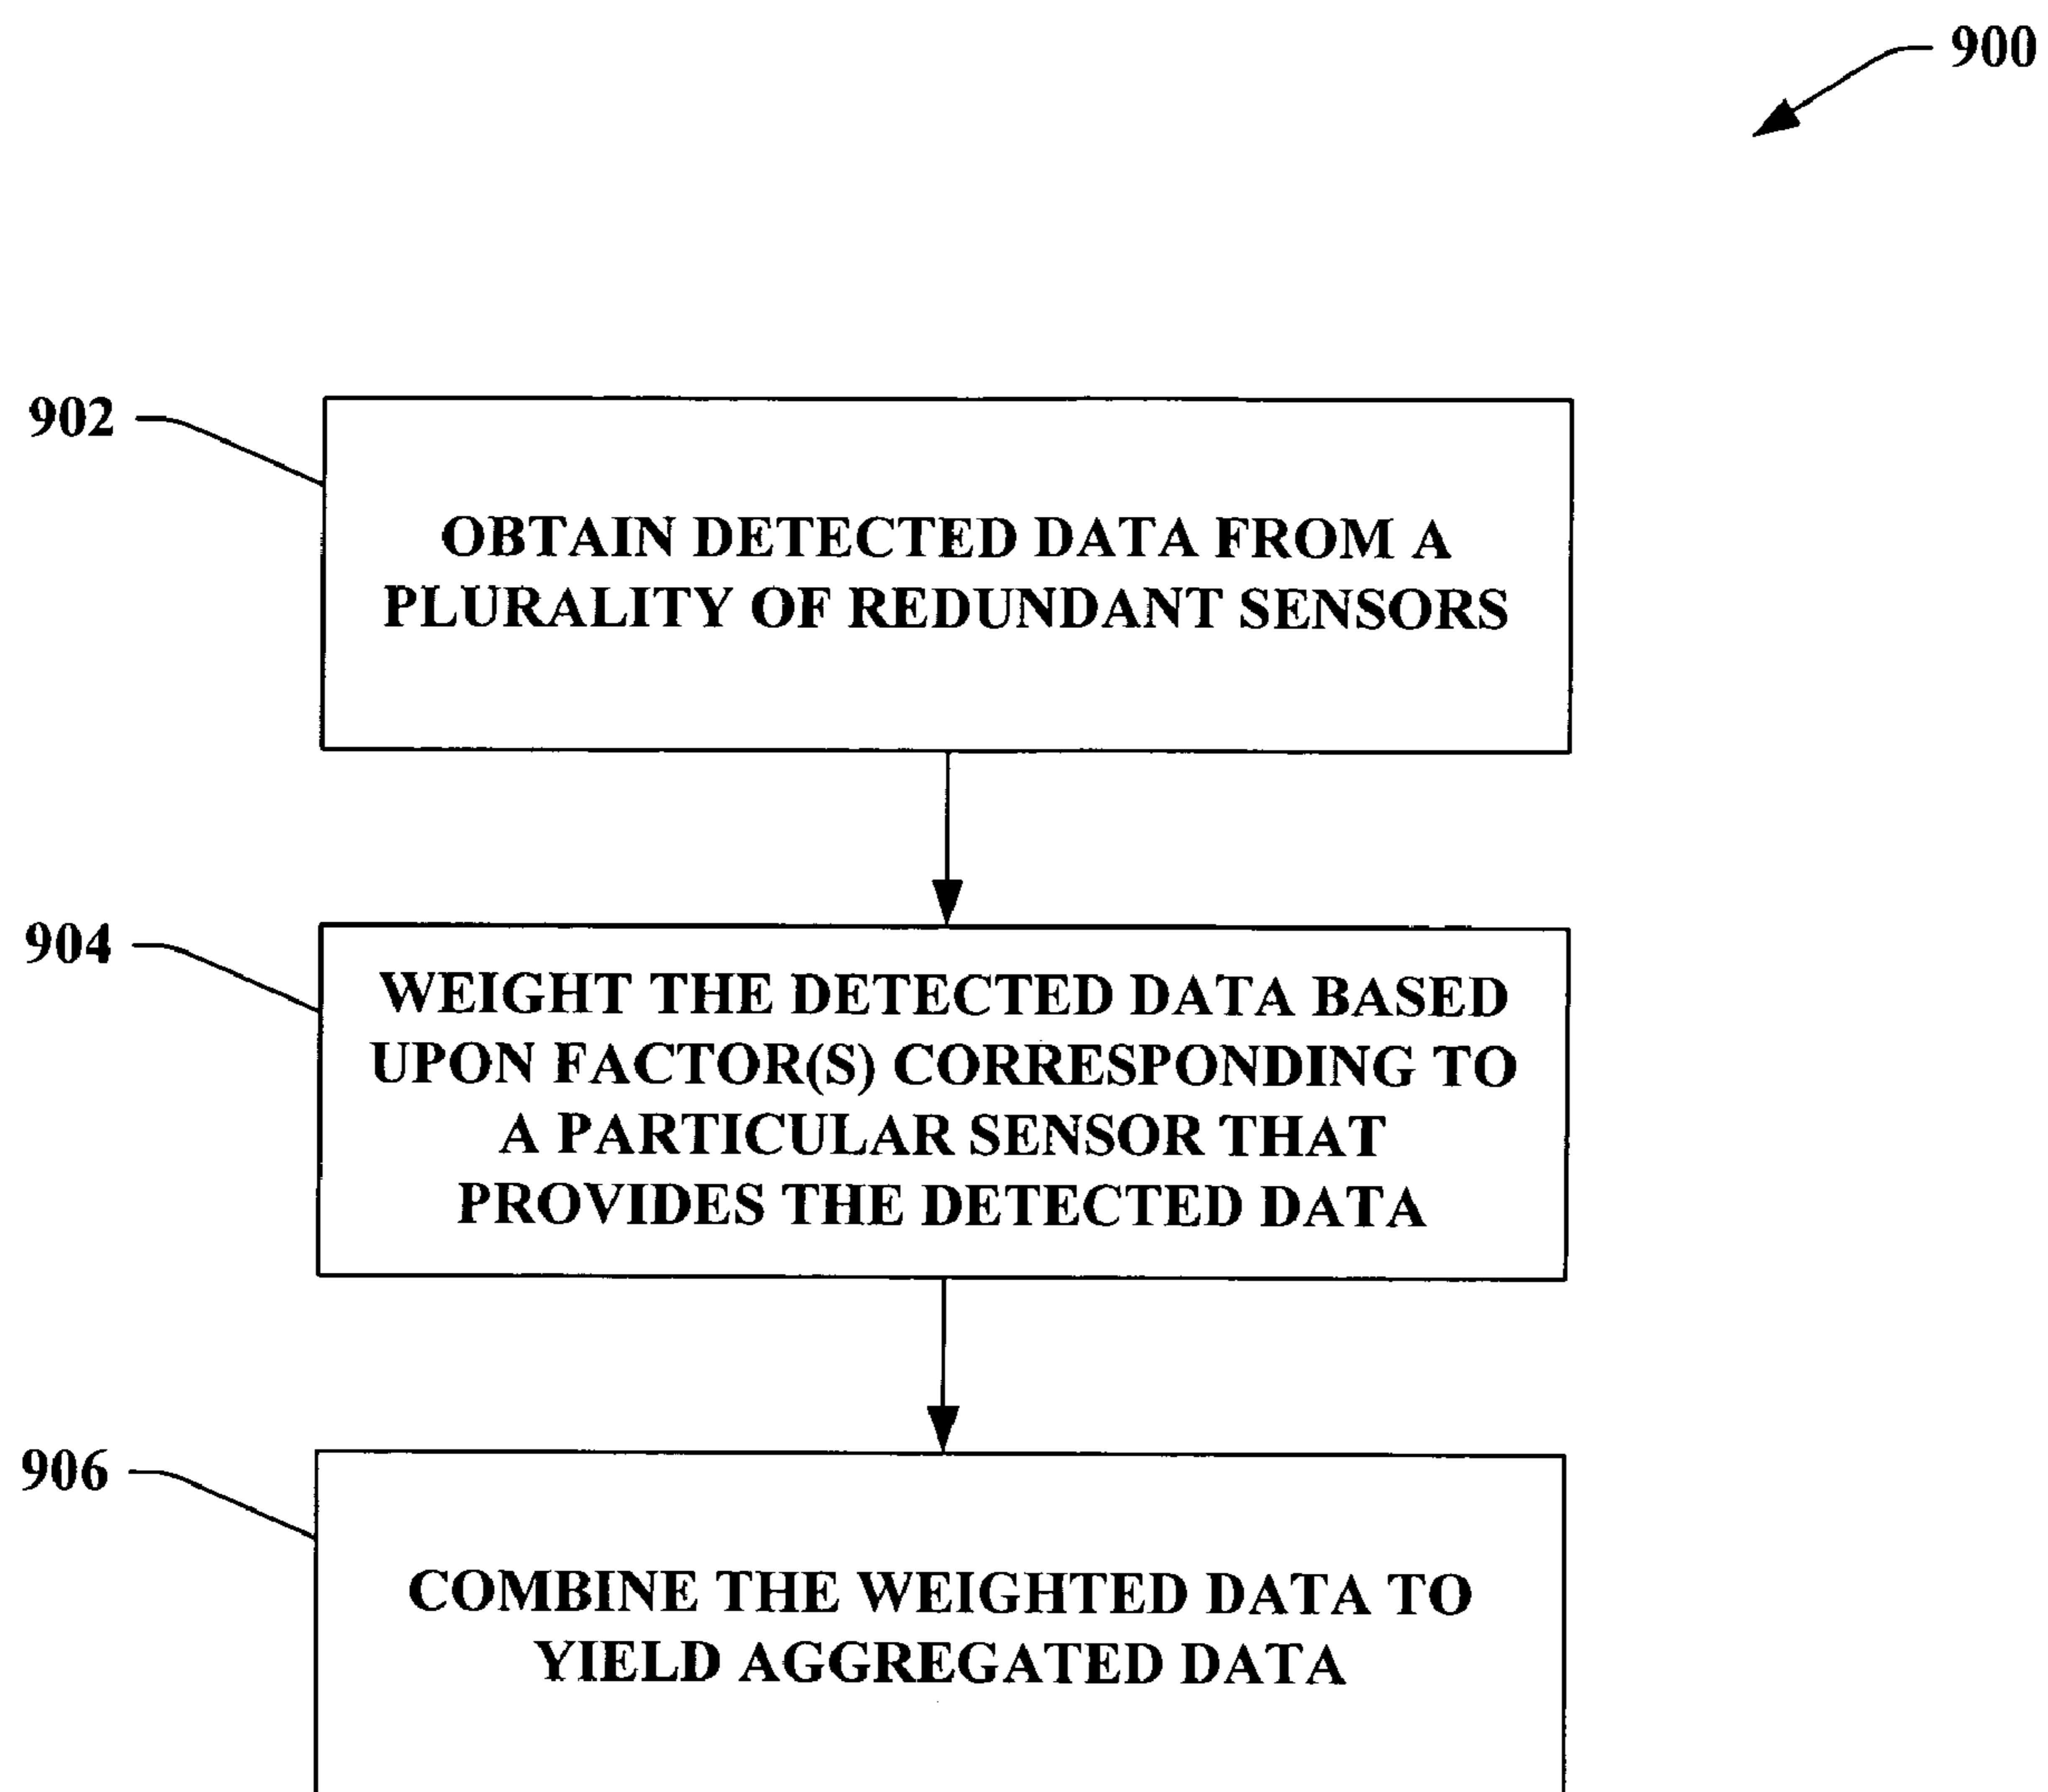 900
902
OBTAIN DETECTED DATA FROM A
PLURALITY OF REDUNDANT SENSORS
904
WEIGHT THE DETECTED DATA BASED
UPON FACTOR(S) CORRESPONDING TO
A PARTICULAR SENSOR THAT
PROVIDES THE DETECTED DATA
906
COMBINE THE WEIGHTED DATA TO
YIELD AGGREGATED DATA